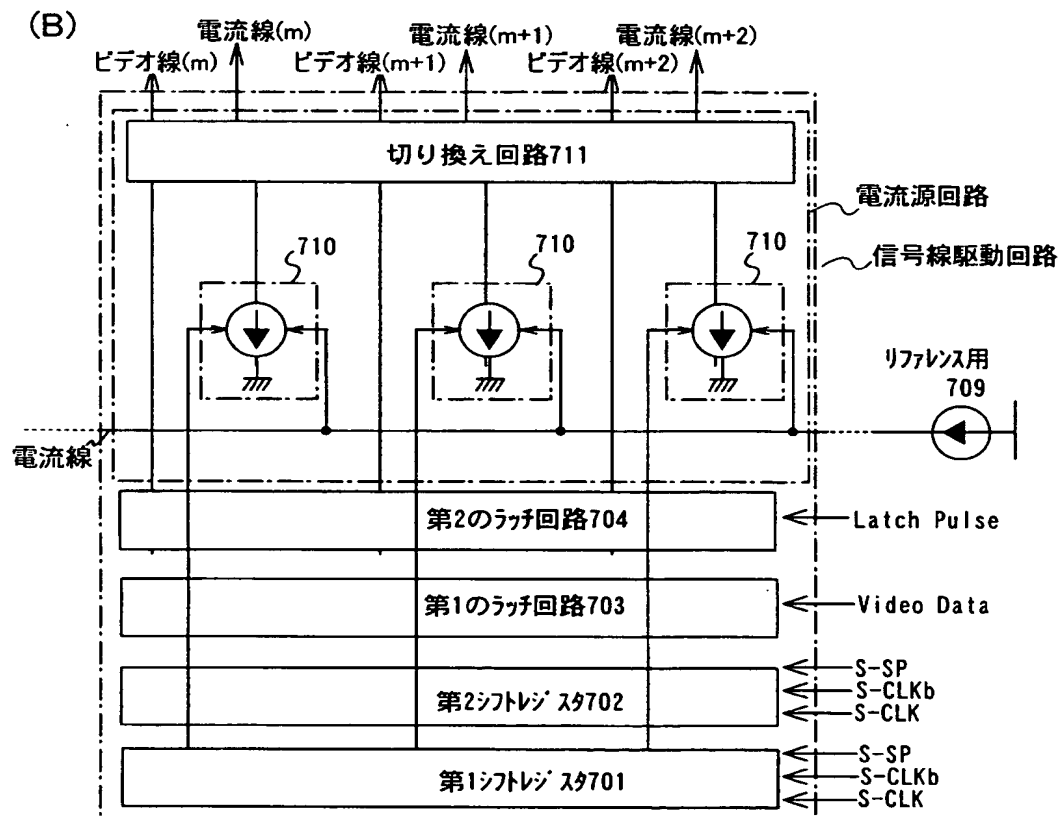 (B)
電流線(m)
電流線(m+1)
電流線(m+2)
ビデオ線(m)
ビデオ線(m+1)
ビデオ線(m+2)
切り換え回路711
電流源回路
信号線駆動回路
710
710
710
リファレンス用
709
電流線
第2のラッチ回路704
Latch Pulse
第1のラッチ回路703
Video Data
第2シフトレジスタ702
S-SP
S-CLKb
S-CLK
第1シフトレジスタ701
S-SP
S-CLKb
S-CLK